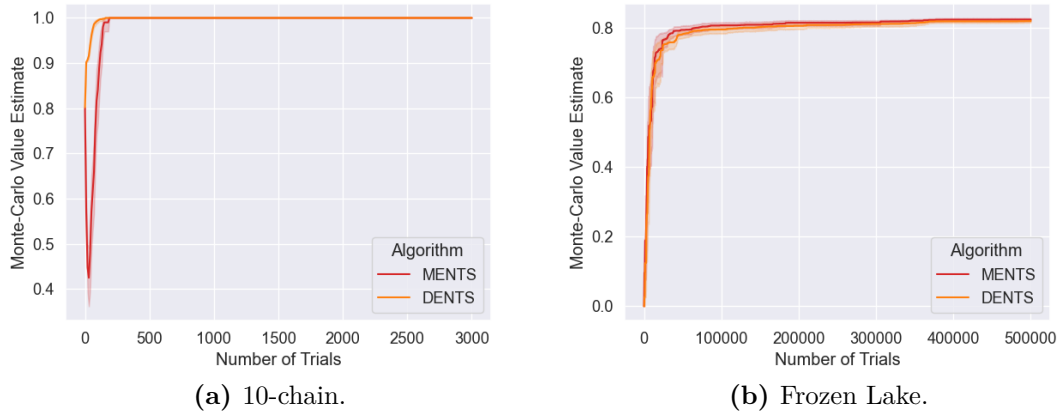 1.0
0.9
0.8
0.7
0.6
0.5
0.4
Monte-Carlo Value Estimate
0 500 1000 1500 2000 2500 3000
Number of Trials
Algorithm
MENTS
DENTS
(a) 10-chain.
0.8
0.6
0.4
0.2
0.0
Monte-Carlo Value Estimate
0 100000 200000 300000 400000 500000
Number of Trials
Algorithm
MENTS
DENTS
(b) Frozen Lake.